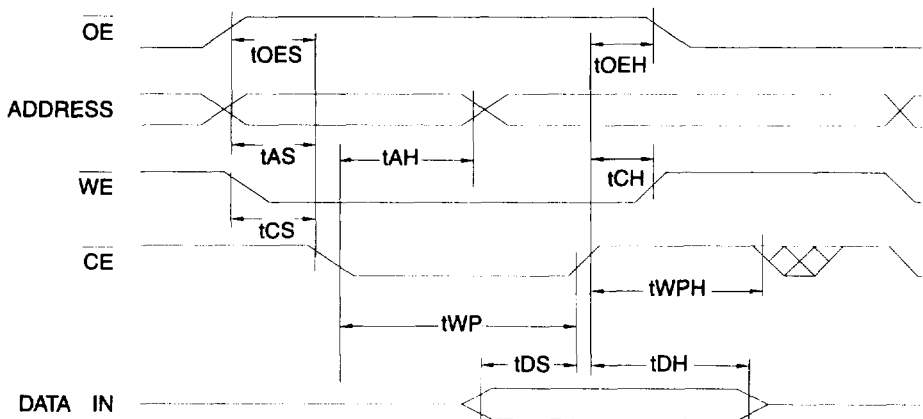 OE
tOES
tOEH
ADDRESS
tAS
tAH
tCH
WE
tCS
CE
tWPH
tWP
tDS
tDH
DATA IN